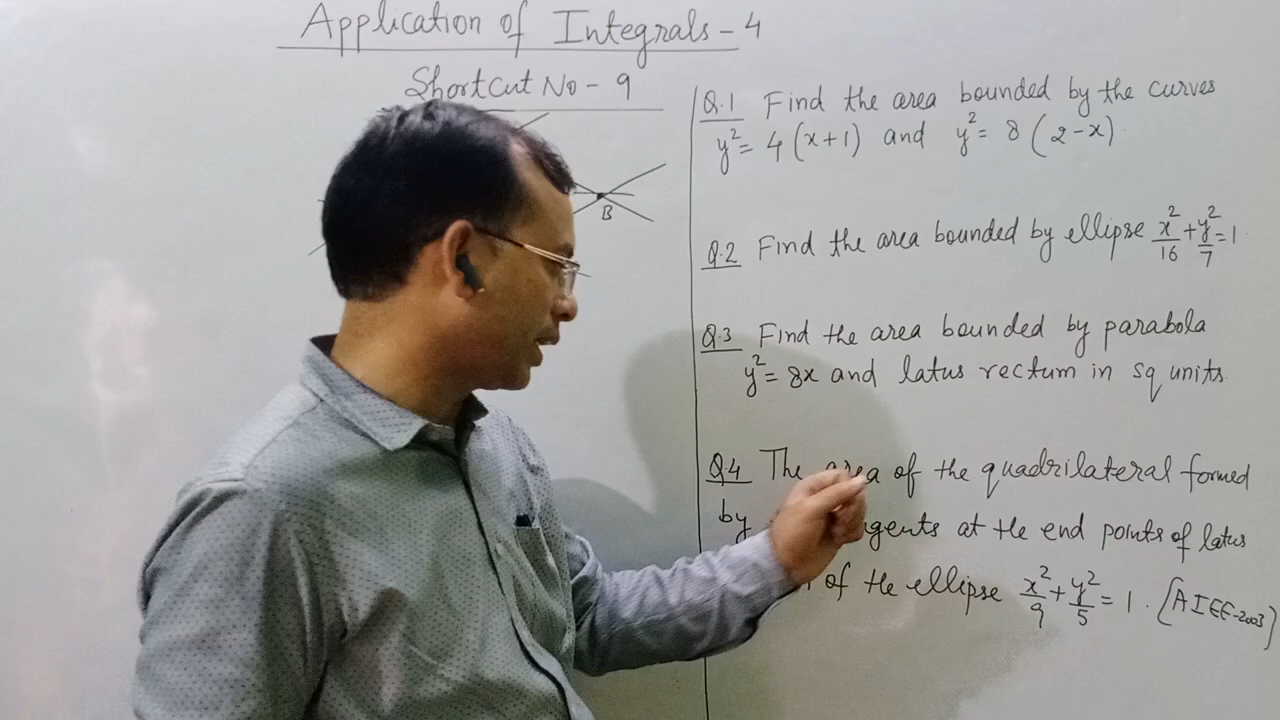 Application of Integrals - 4
Shortcut No - 9
B
Q.1 Find the area bounded by the curves
y² = 4(x+1) and y² = 8(2-x).
Q.2 Find the area bounded by ellipse x²/16 + y²/7 = 1.
Q.3 Find the area bounded by parabola
y² = 8x and latus rectum in sq units.
Q.4 The area of the quadrilateral formed
by gents at the end points of latus
of the ellipse x²/9 + y²/5 = 1. [AIEE-2003]